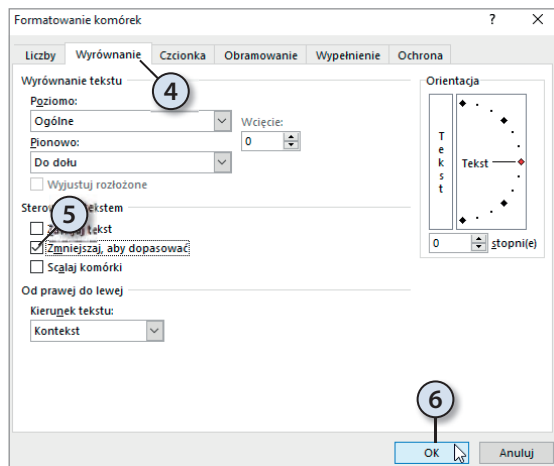 Formatowanie komórek ? X
Liczby Wyrównanie Czcionka Obramowanie Wypełnienie Ochrona
4
Wyrównanie tekstu
Poziomo:
Ogólne
Wcięcie:
0
Pionowo:
Do dołu
Wyjustuj rozłożone
tekstem
5
tekst
Zmniejszaj, aby dopasować
Scalaj komórki
Od prawej do lewej
Kierunek tekstu:
Kontekst
Orientacja
Tekst
Tekst
0 stopni(e)
6
OK Anuluj